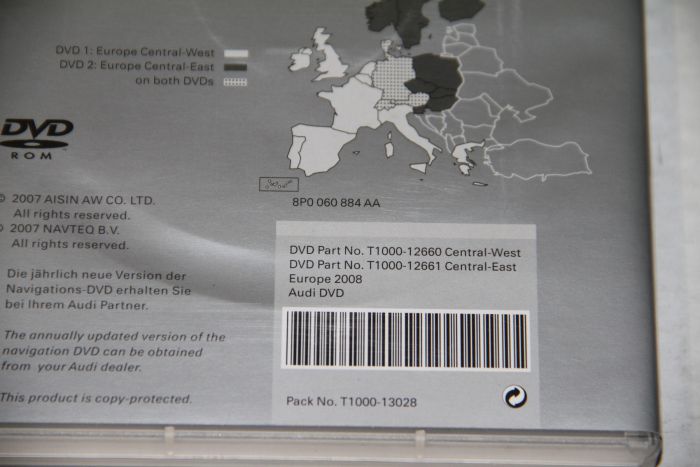 DVD 1: Europe Central-West
DVD 2: Europe Central-East
on both DVDs
DVD
ROM
© 2007 AISIN AW CO. LTD.
All rights reserved.
© 2007 NAVTEQ B.V.
All rights reserved.
Die jährlich neue Version der
Navigations-DVD erhalten Sie
bei Ihrem Audi Partner.
The annually updated version of the
navigation DVD can be obtained
from your Audi dealer.
This product is copy-protected.
8P0 060 884 AA
DVD Part No. T1000-12660 Central-West
DVD Part No. T1000-12661 Central-East
Europe 2008
Audi DVD
Pack No. T1000-13028